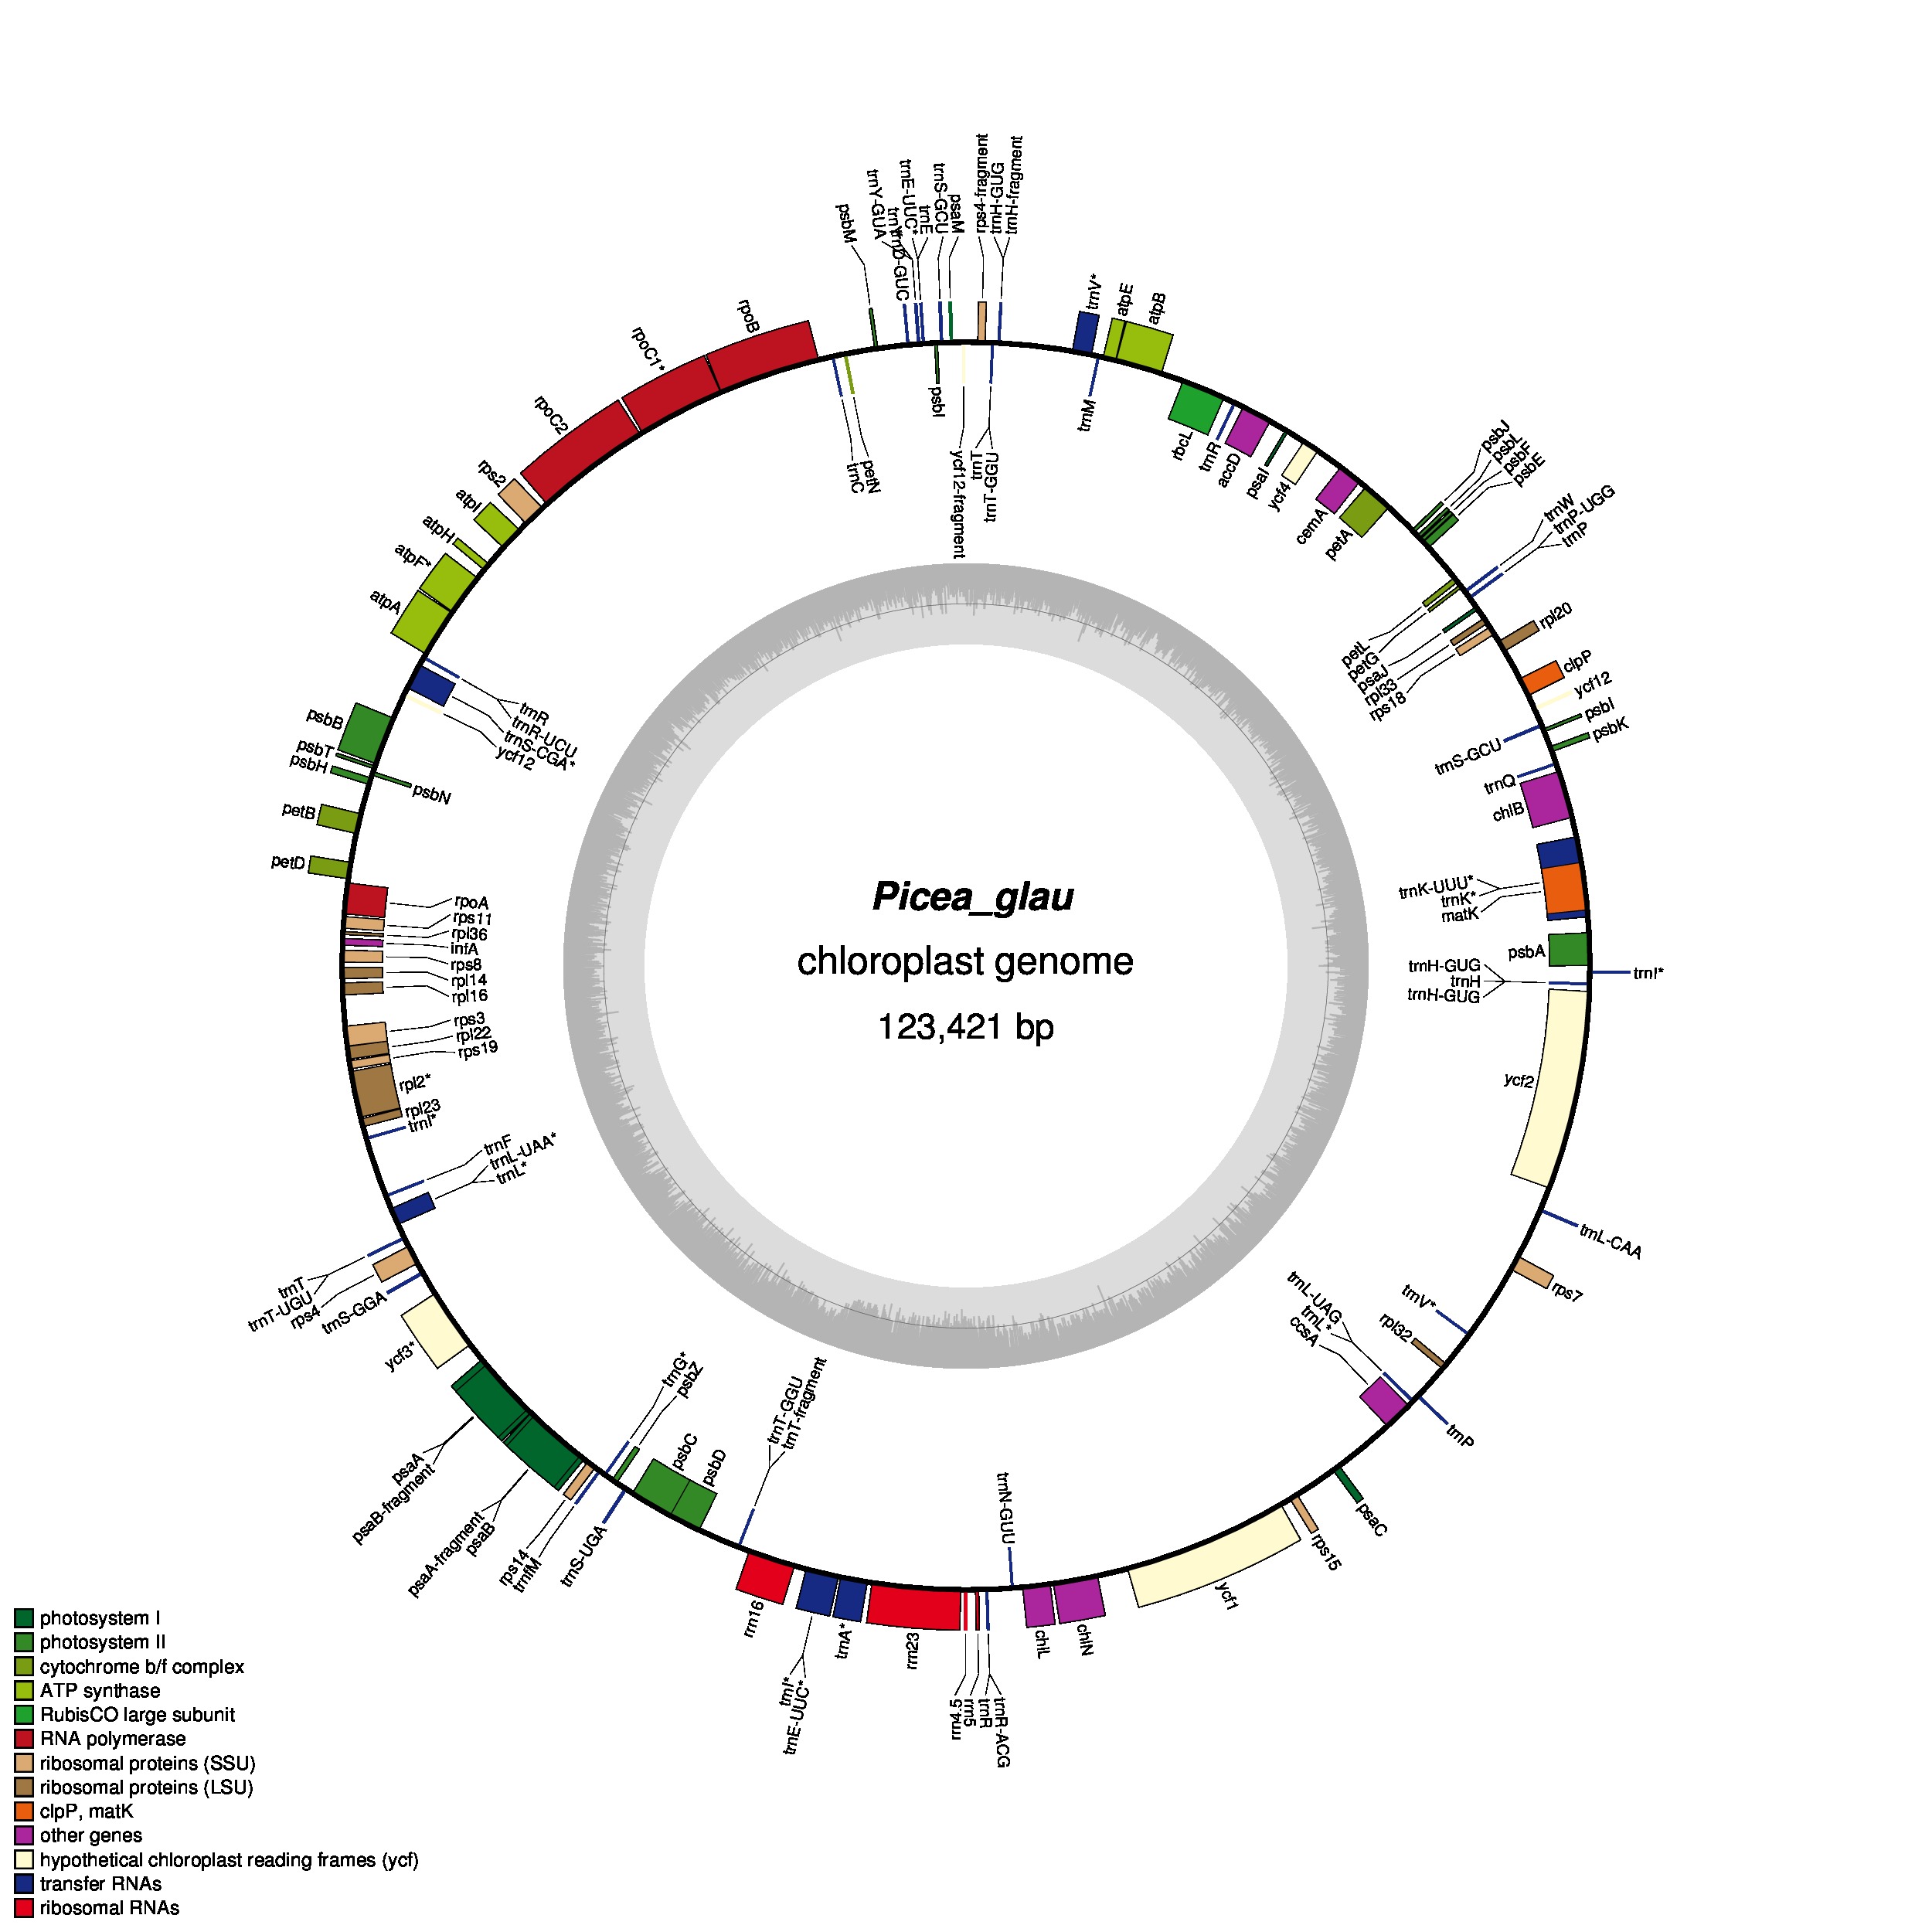 Picea_glau
chloroplast genome
123,421 bp
psbM
trnY-GUA
trnD-GUC
trnE-UUC*
trnE
trnS-GCU
psaM
rps4-fragment
trnH-GUG
trnH-fragment
trnV*
atpE
atpB
psbJ
psbL
psbF
psbE
trnW
trnP-UGG
trnP
rpl20
clpP
ycf12
psbI
psbK
trnI*
trnL-CAA
rps7
trnP
psaC
rps15
ycf1
chlN
chlL
trnR-ACG
trnR
rrn5
rrn4.5
rrn23
trnA*
trnE-UUC*
trnI*
rrn16
trnS-UGA
trnfM
rps14
psaB
psaA-fragment
psaB-fragment
psaA
ycf3*
trnS-GGA
rps4
trnT-UGU
trnT
petD
petB
psbH
psbT
psbB
atpA
atpF*
atpH
atpI
rps2
rpoC2
rpoC1*
rpoB
trnC
petN
psbI
ycf12-fragment
trnT
trnT-GGU
trnM
rbcL
trnR
accD
psaI
ycf4
cemA
petA
petL
petG
psaJ
rpl33
rps18
trnS-GCU
trnQ
chlB
trnK-UUU*
trnK*
matK
psbA
trnH-GUG
trnH
trnH-GUG
ycf2
trnV*
rpl32
trnL-UAG
trnL*
ccsA
trnN-GUU
trnT-fragment
trnT-GGU
psbD
psbC
psbZ
trnG*
trnL*
trnL-UAA*
trnF
trnI*
rpl23
rpl2*
rps19
rpl22
rps3
rpl16
rpl14
rps8
infA
rpl36
rps11
rpoA
psbN
ycf12
trnS-CGA*
trnR-UCU
trnR
photosystem I
photosystem II
cytochrome b/f complex
ATP synthase
RubisCO large subunit
RNA polymerase
ribosomal proteins (SSU)
ribosomal proteins (LSU)
clpP, matK
other genes
hypothetical chloroplast reading frames (ycf)
transfer RNAs
ribosomal RNAs